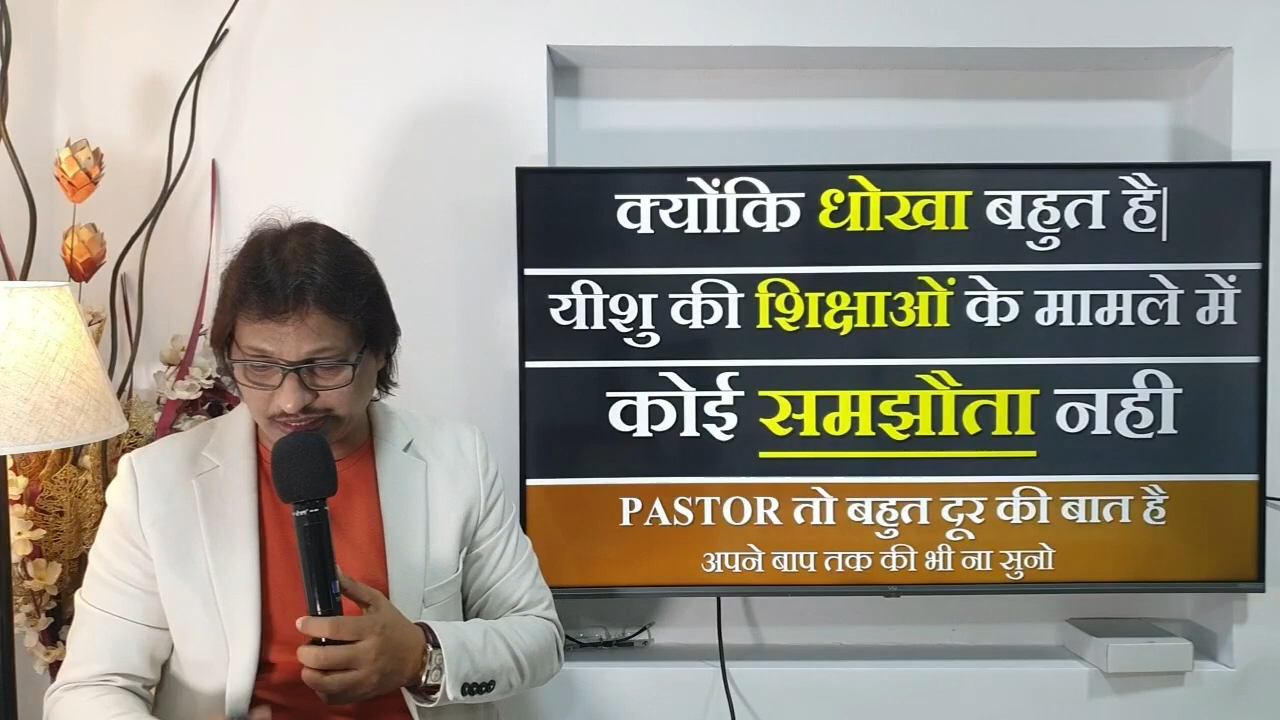 क्योंकि धोखा बहुत है|
यीशु की शिक्षाओं के मामले में
कोई समझौता नही
PASTOR तो बहुत दूर की बात है
अपने बाप तक की भी ना सुनो